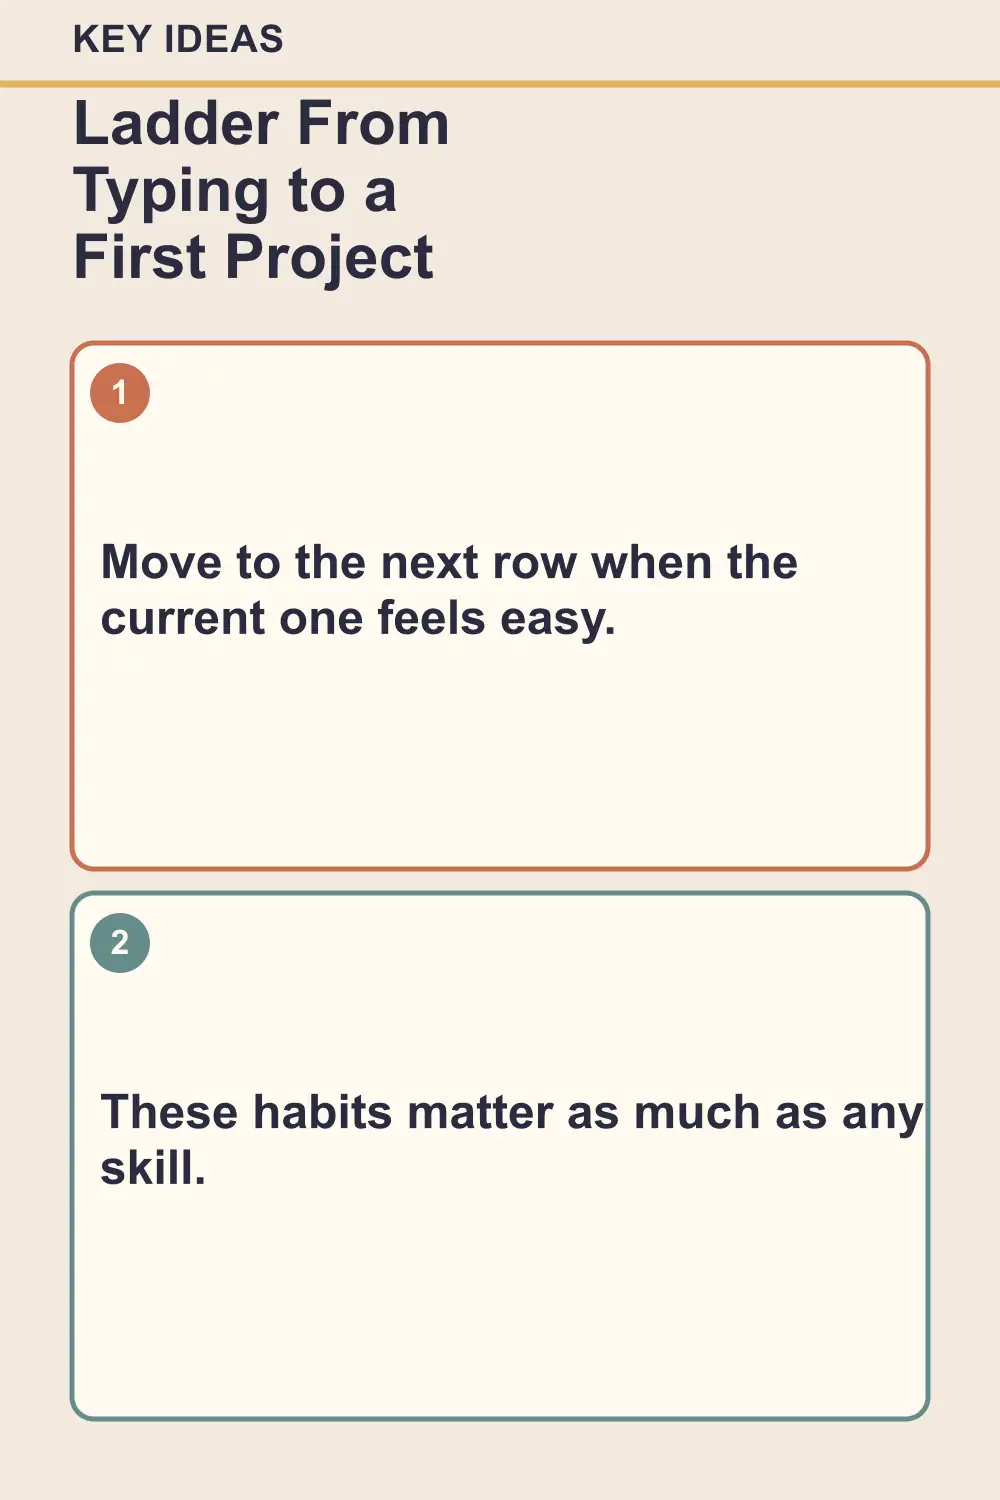 KEY IDEAS
Ladder From
Typing to a
First Project
1
Move to the next row when the
current one feels easy.
2
These habits matter as much as any
skill.